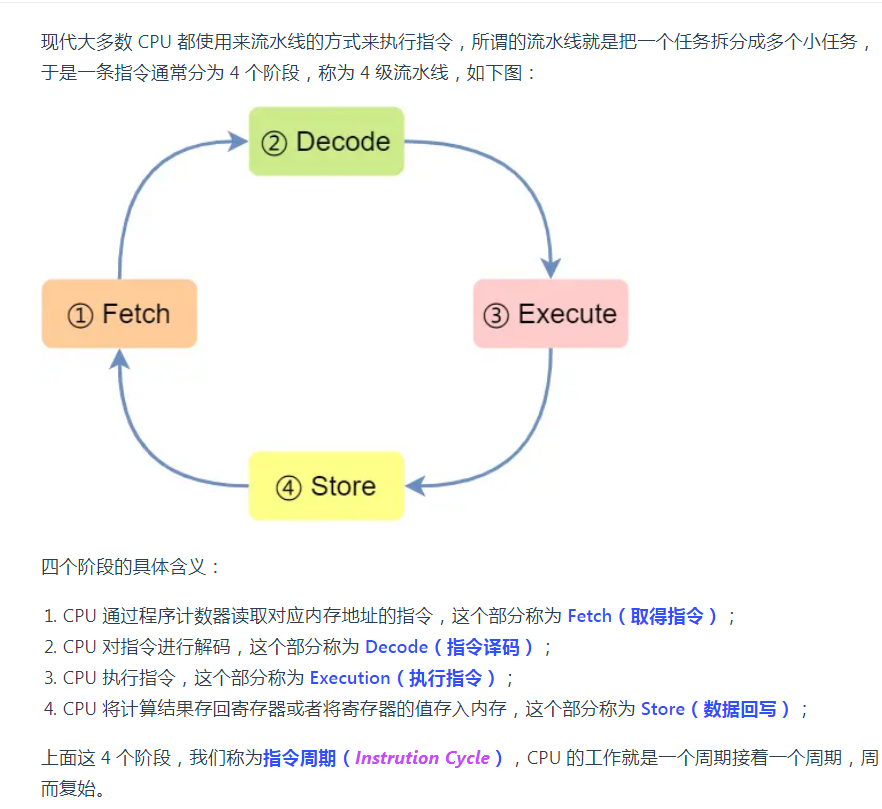 现代大多数 CPU 都使用来流水线的方式来执行指令，所谓的流水线就是把一个任务拆分成多个小任务，
于是一条指令通常分为 4 个阶段，称为 4 级流水线，如下图：
② Decode
① Fetch
③ Execute
④ Store
四个阶段的具体含义：
1. CPU 通过程序计数器读取对应内存地址的指令，这个部分称为 Fetch（取得指令）；
2. CPU 对指令进行解码，这个部分称为 Decode（指令译码）；
3. CPU 执行指令，这个部分称为 Execution（执行指令）；
4. CPU 将计算结果存回寄存器或者将寄存器的值存入内存，这个部分称为 Store（数据回写）；
上面这 4 个阶段，我们称为指令周期（Instrution Cycle），CPU 的工作就是一个周期接着一个周期，周
而复始。